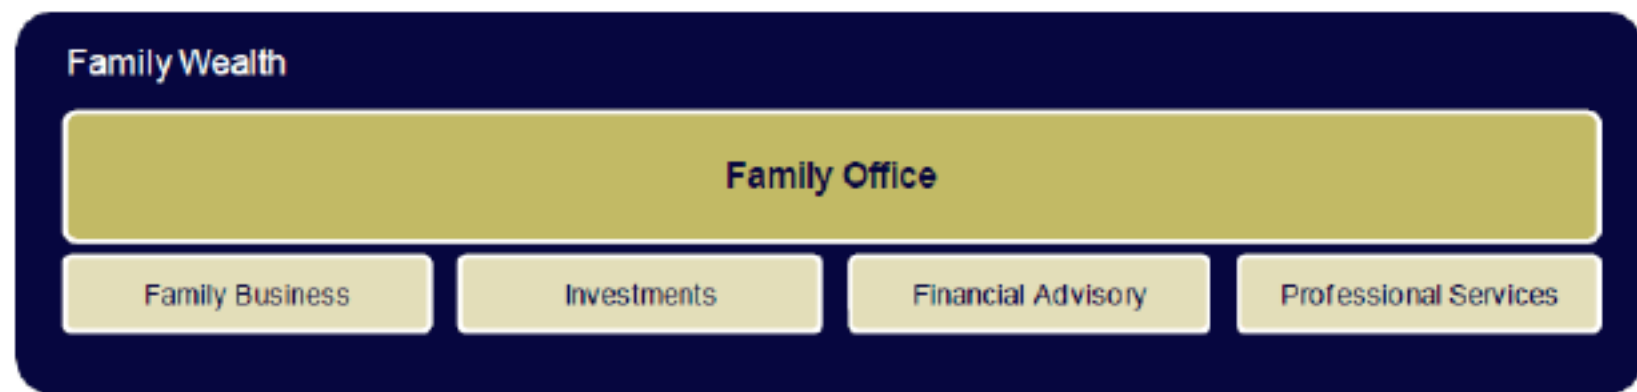 Family Wealth
Family Office
Family Business
Investments
Financial Advisory
Professional Services